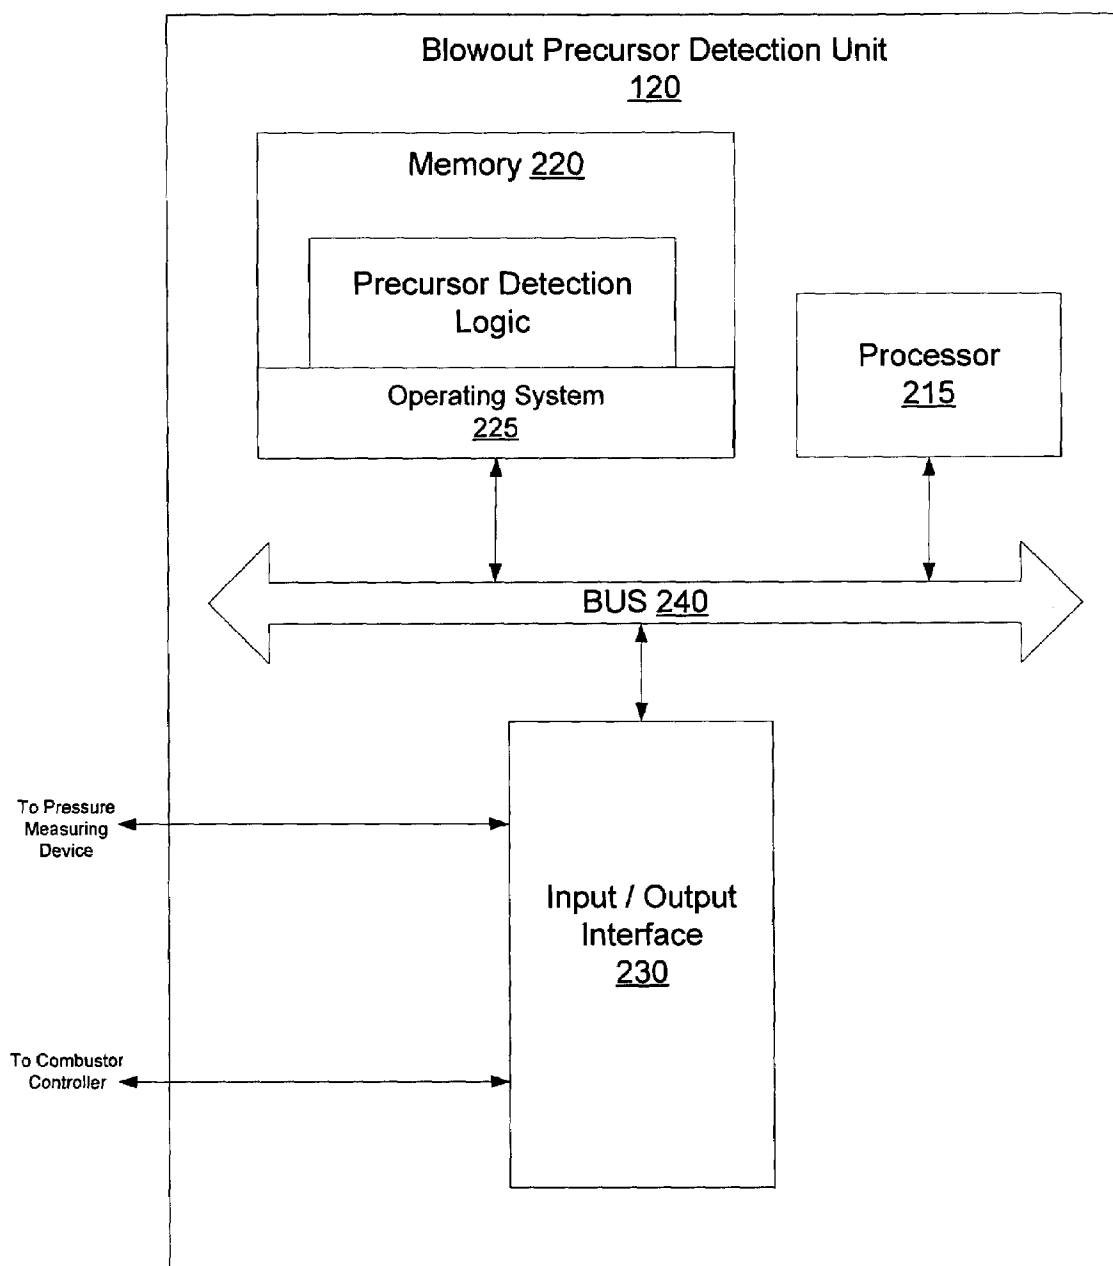 Blowout Precursor Detection Unit
120
Memory 220
Precursor Detection
Logic
Operating System
225
Processor
215
BUS 240
To Pressure
Measuring
Device
Input / Output
Interface
230
To Combustor
Controller